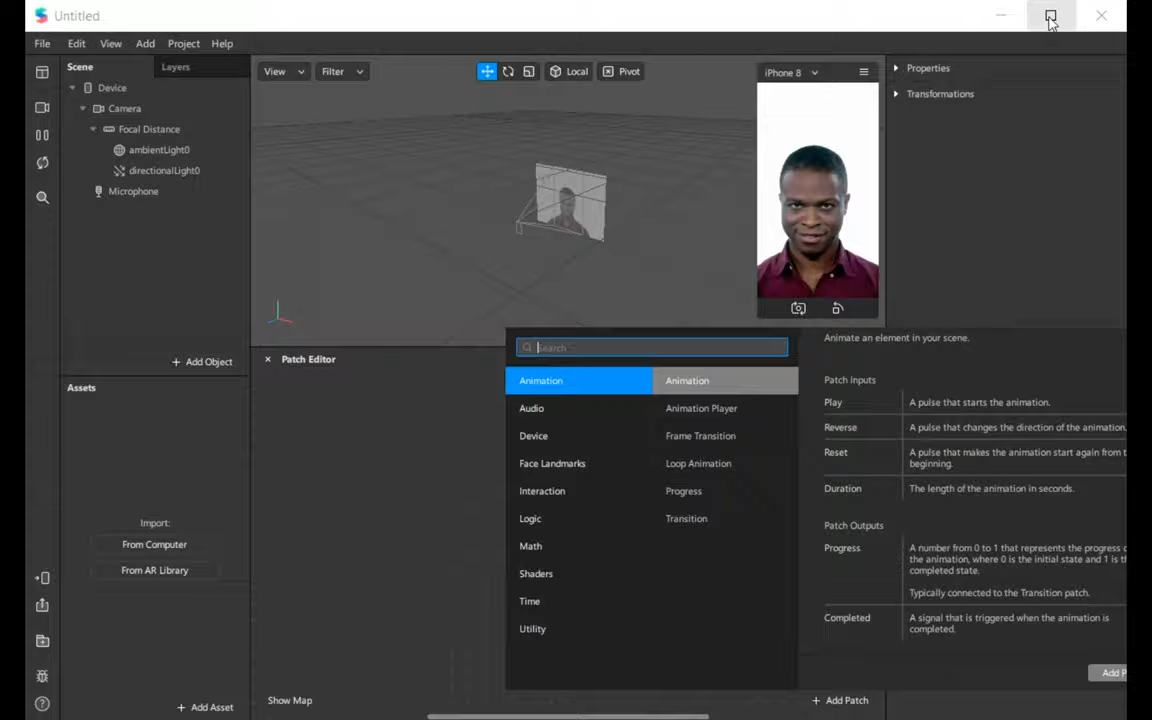 Untitled
File Edit View Add Project Help
Scene Layers
Device
Camera
Focal Distance
ambientLight0
directionalLight0
Microphone
+ Add Object
View Filter Local Pivot
iPhone 8
Properties
Transformations
× Patch Editor
Search
Animation
Audio
Device
Face Landmarks
Interaction
Logic
Math
Shaders
Time
Utility
Animation
Animation Player
Frame Transition
Loop Animation
Progress
Transition
Animate an element in your scene.
Patch Inputs
Play A pulse that starts the animation.
Reverse A pulse that changes the direction of the animation.
Reset A pulse that makes the animation start again from
beginning.
Duration The length of the animation in seconds.
Patch Outputs
Progress A number from 0 to 1 that represents the progress
the animation, where 0 is the initial state and 1 is
completed state.
Typically connected to the Transition patch.
Completed A signal that is triggered when the animation is
completed.
Add
Assets
Import:
From Computer
From AR Library
+ Add Asset
Show Map
+ Add Patch